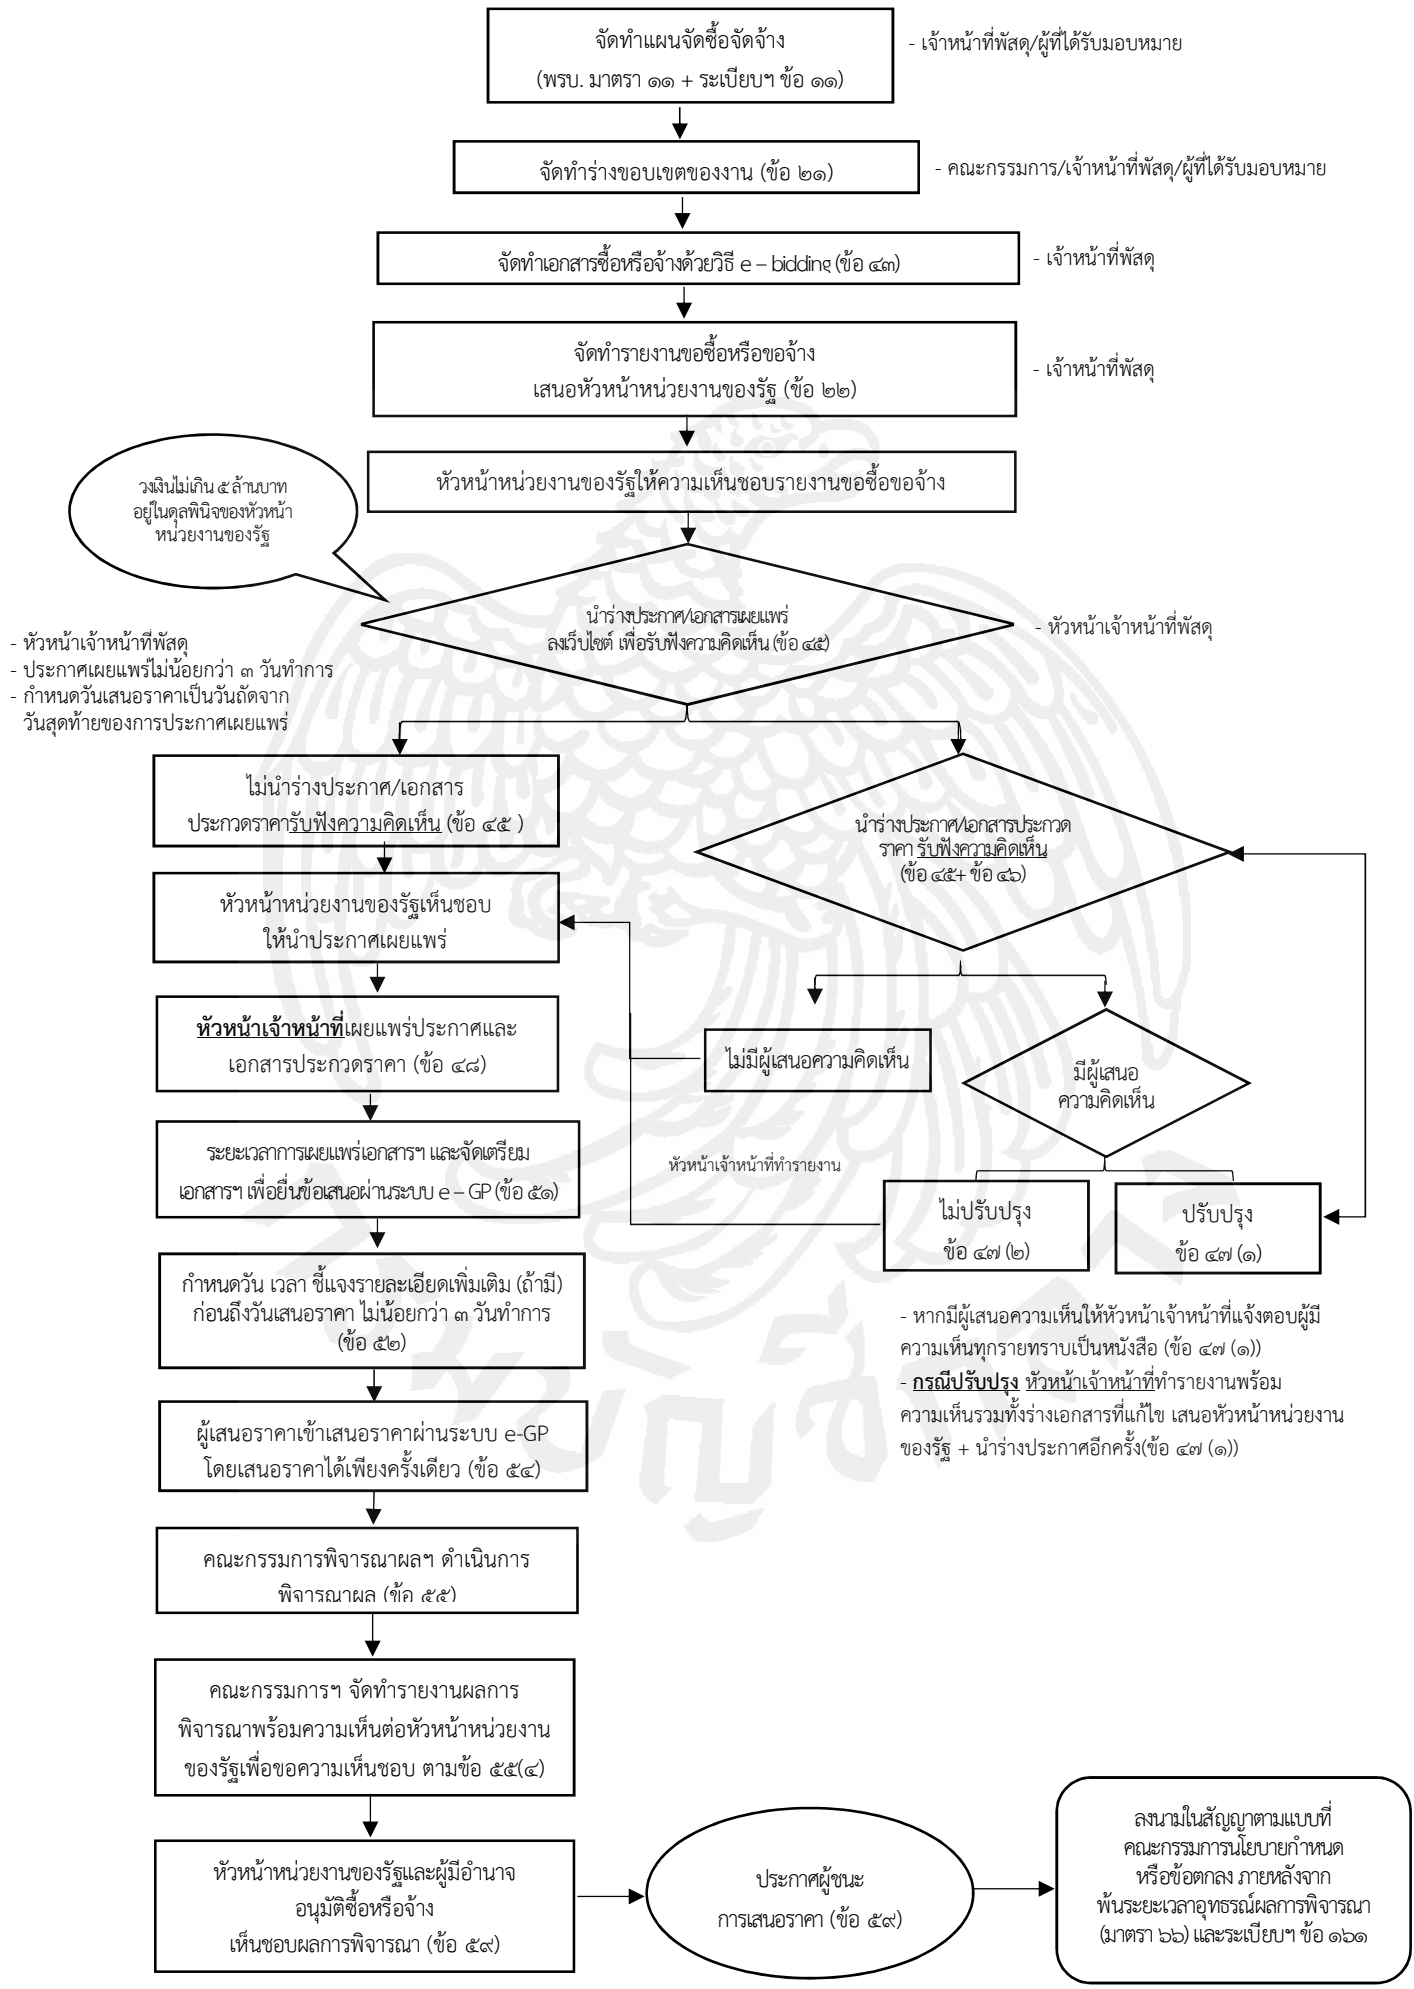 จัดทำแผนจัดซื้อจัดจ้าง
(พรบ. มาตรา ๑๑ + ระเบียบฯ ข้อ ๑๑)
- เจ้าหน้าที่พัสดุ/ผู้ที่ได้รับมอบหมาย
จัดทำร่างขอบเขตของงาน (ข้อ ๒๑)
- คณะกรรมการ/เจ้าหน้าที่พัสดุ/ผู้ที่ได้รับมอบหมาย
จัดทำเอกสารซื้อหรือจ้างด้วยวิธี e – bidding (ข้อ ๔๓)
- เจ้าหน้าที่พัสดุ
จัดทำรายงานขอซื้อหรือขอจ้าง
เสนอหัวหน้าหน่วยงานของรัฐ (ข้อ ๒๒)
- เจ้าหน้าที่พัสดุ
หัวหน้าหน่วยงานของรัฐให้ความเห็นชอบรายงานขอซื้อขอจ้าง
วงเงินไม่เกิน ๕ ล้านบาท
อยู่ในดุลพินิจของหัวหน้า
หน่วยงานของรัฐ
นำร่างประกาศ/เอกสารเผยแพร่
ลงเว็บไซต์ เพื่อรับฟังความคิดเห็น (ข้อ ๔๕)
- หัวหน้าเจ้าหน้าที่พัสดุ
- หัวหน้าเจ้าหน้าที่พัสดุ
- ประกาศเผยแพร่ไม่น้อยกว่า ๓ วันทำการ
- กำหนดวันเสนอราคาเป็นวันถัดจาก
วันสุดท้ายของการประกาศเผยแพร่
ไม่นำร่างประกาศ/เอกสาร
ประกวดราคารับฟังความคิดเห็น (ข้อ ๔๕ )
นำร่างประกาศ/เอกสารประกวด
ราคา รับฟังความคิดเห็น
(ข้อ ๔๕+ ข้อ ๔๖)
หัวหน้าหน่วยงานของรัฐเห็นชอบ
ให้นำประกาศเผยแพร่
หัวหน้าเจ้าหน้าที่เผยแพร่ประกาศและ
เอกสารประกวดราคา (ข้อ ๔๘)
ไม่มีผู้เสนอความคิดเห็น
มีผู้เสนอ
ความคิดเห็น
ระยะเวลาการเผยแพร่เอกสารฯ และจัดเตรียม
เอกสารฯ เพื่อยื่นข้อเสนอผ่านระบบ e – GP (ข้อ ๕๑)
หัวหน้าเจ้าหน้าที่ทำรายงาน
ไม่ปรับปรุง
ข้อ ๔๗ (๒)
ปรับปรุง
ข้อ ๔๗ (๑)
กำหนดวัน เวลา ชี้แจงรายละเอียดเพิ่มเติม (ถ้ามี)
ก่อนถึงวันเสนอราคา ไม่น้อยกว่า ๓ วันทำการ
(ข้อ ๕๒)
- หากมีผู้เสนอความเห็นให้หัวหน้าเจ้าหน้าที่แจ้งตอบผู้มี
ความเห็นทุกรายทราบเป็นหนังสือ (ข้อ ๔๗ (๑))
- กรณีปรับปรุง หัวหน้าเจ้าหน้าที่ทำรายงานพร้อม
ความเห็นรวมทั้งร่างเอกสารที่แก้ไข เสนอหัวหน้าหน่วยงาน
ของรัฐ + นำร่างประกาศอีกครั้ง(ข้อ ๔๗ (๑))
ผู้เสนอราคาเข้าเสนอราคาผ่านระบบ e-GP
โดยเสนอราคาได้เพียงครั้งเดียว (ข้อ ๕๔)
คณะกรรมการพิจารณาผลฯ ดำเนินการ
พิจารณาผล (ข้อ ๕๕)
คณะกรรมการฯ จัดทำรายงานผลการ
พิจารณาพร้อมความเห็นต่อหัวหน้าหน่วยงาน
ของรัฐเพื่อขอความเห็นชอบ ตามข้อ ๕๕(๔)
หัวหน้าหน่วยงานของรัฐและผู้มีอำนาจ
อนุมัติซื้อหรือจ้าง
เห็นชอบผลการพิจารณา (ข้อ ๕๙)
ประกาศผู้ชนะ
การเสนอราคา (ข้อ ๕๙)
ลงนามในสัญญาตามแบบที่
คณะกรรมการนโยบายกำหนด
หรือข้อตกลง ภายหลังจาก
พ้นระยะเวลาอุทธรณ์ผลการพิจารณา
(มาตรา ๖๖) และระเบียบฯ ข้อ ๑๖๑